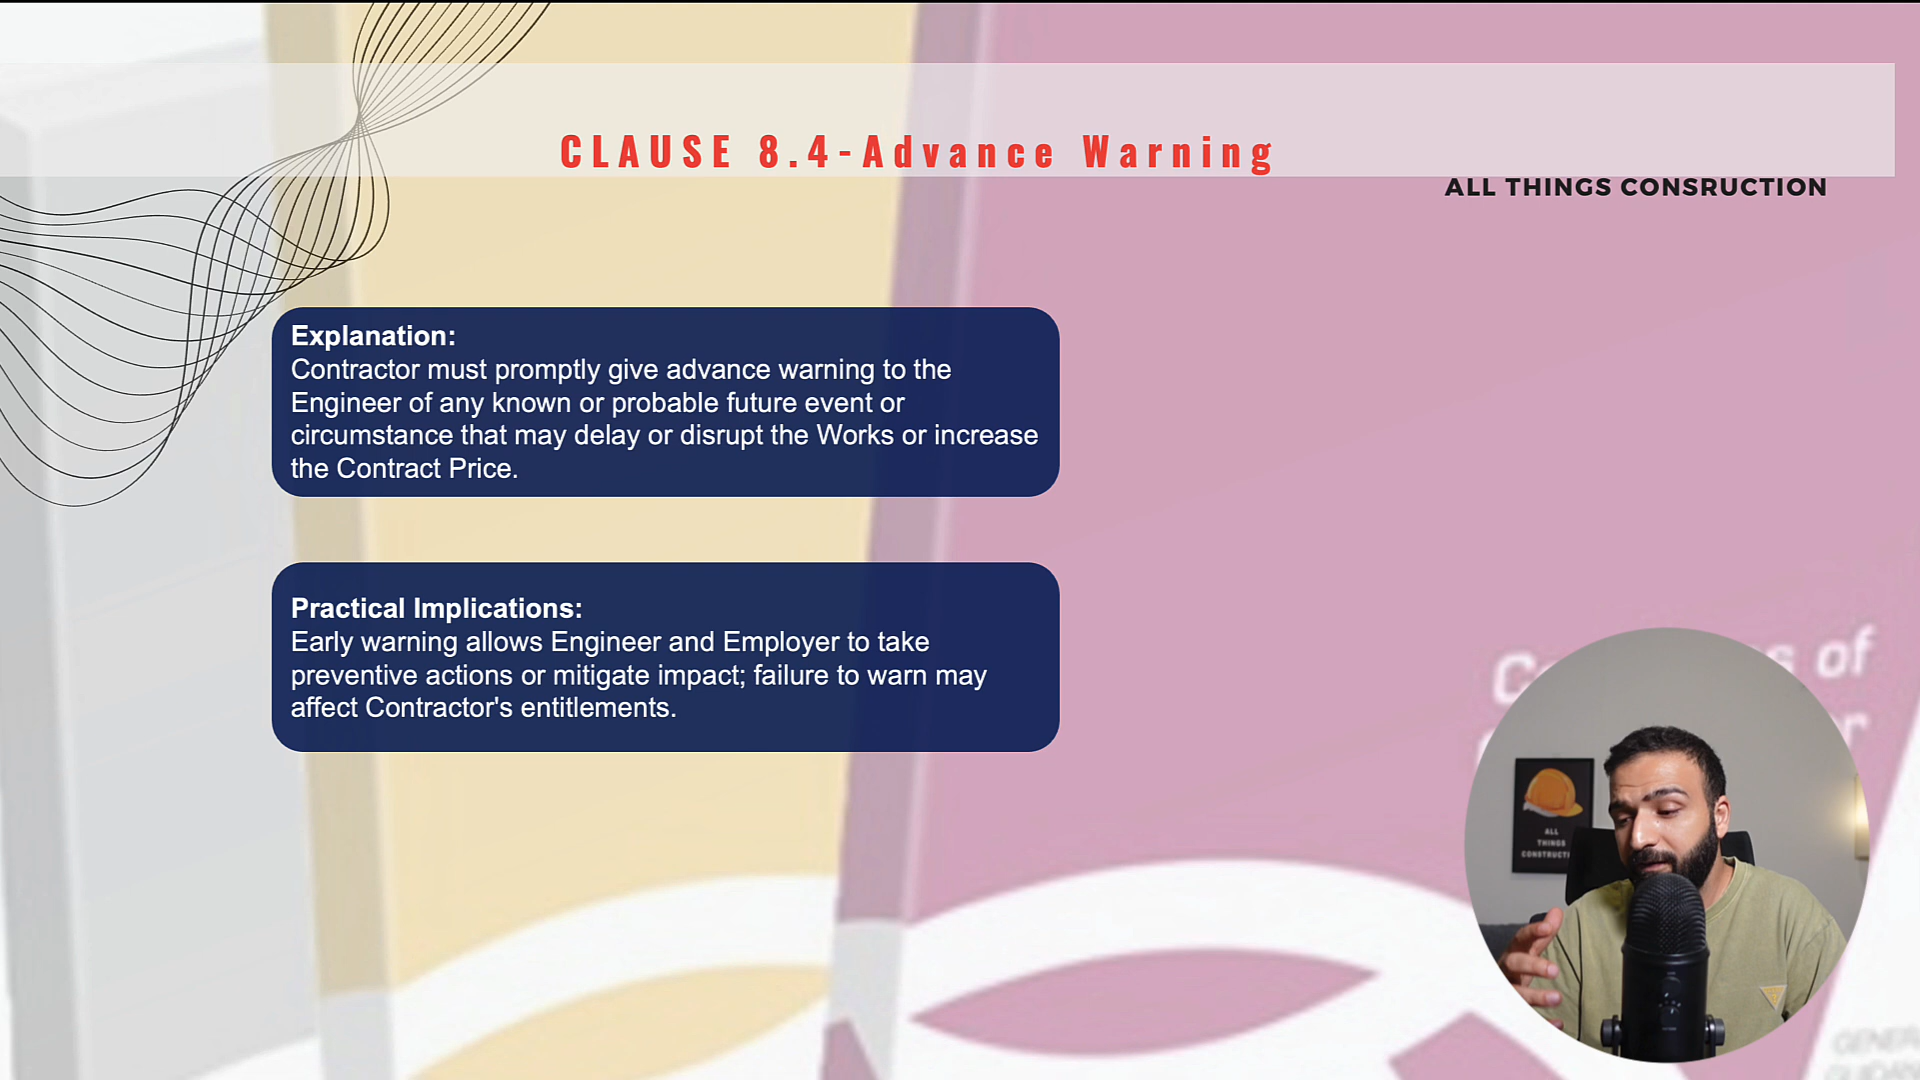 CLAUSE 8.4-Advance Warning
ALL THINGS CONSRUCTION
Explanation:
Contractor must promptly give advance warning to the
Engineer of any known or probable future event or
circumstance that may delay or disrupt the Works or increase
the Contract Price.
Practical Implications:
Early warning allows Engineer and Employer to take
preventive actions or mitigate impact; failure to warn may
affect Contractor's entitlements.
of
ALL
THINGS